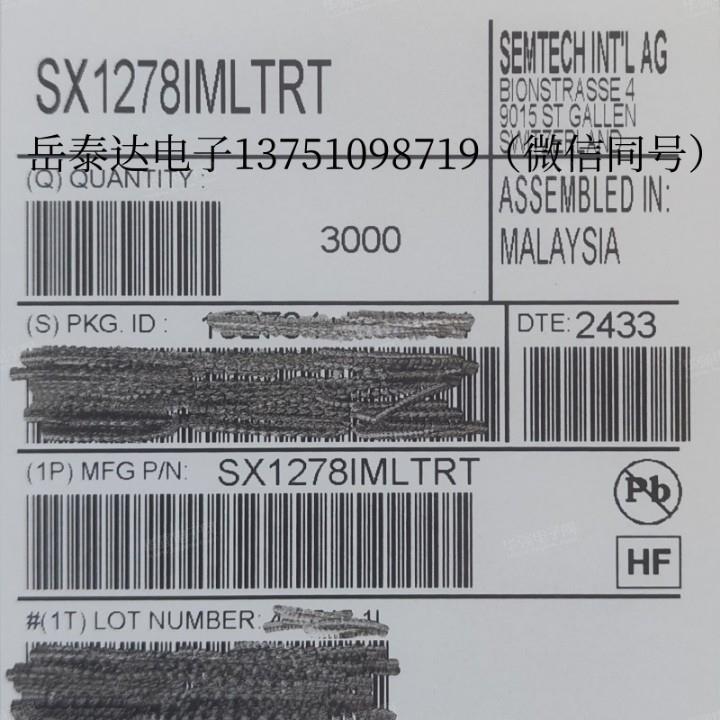 SX1278IMLTRT
SEMTECH INT'L AG
BIONSTRASSE 4
9015 ST GALLEN
SWITZERLAND
岳泰达电子13751098719（微信同号）
(Q) QUANTITY :
3000
ASSEMBLED IN:
MALAYSIA
(S) PKG. ID :
DTE: 2433
(1P) MFG P/N: SX1278IMLTRT
Pb
HF
#(1T) LOT NUMBER: